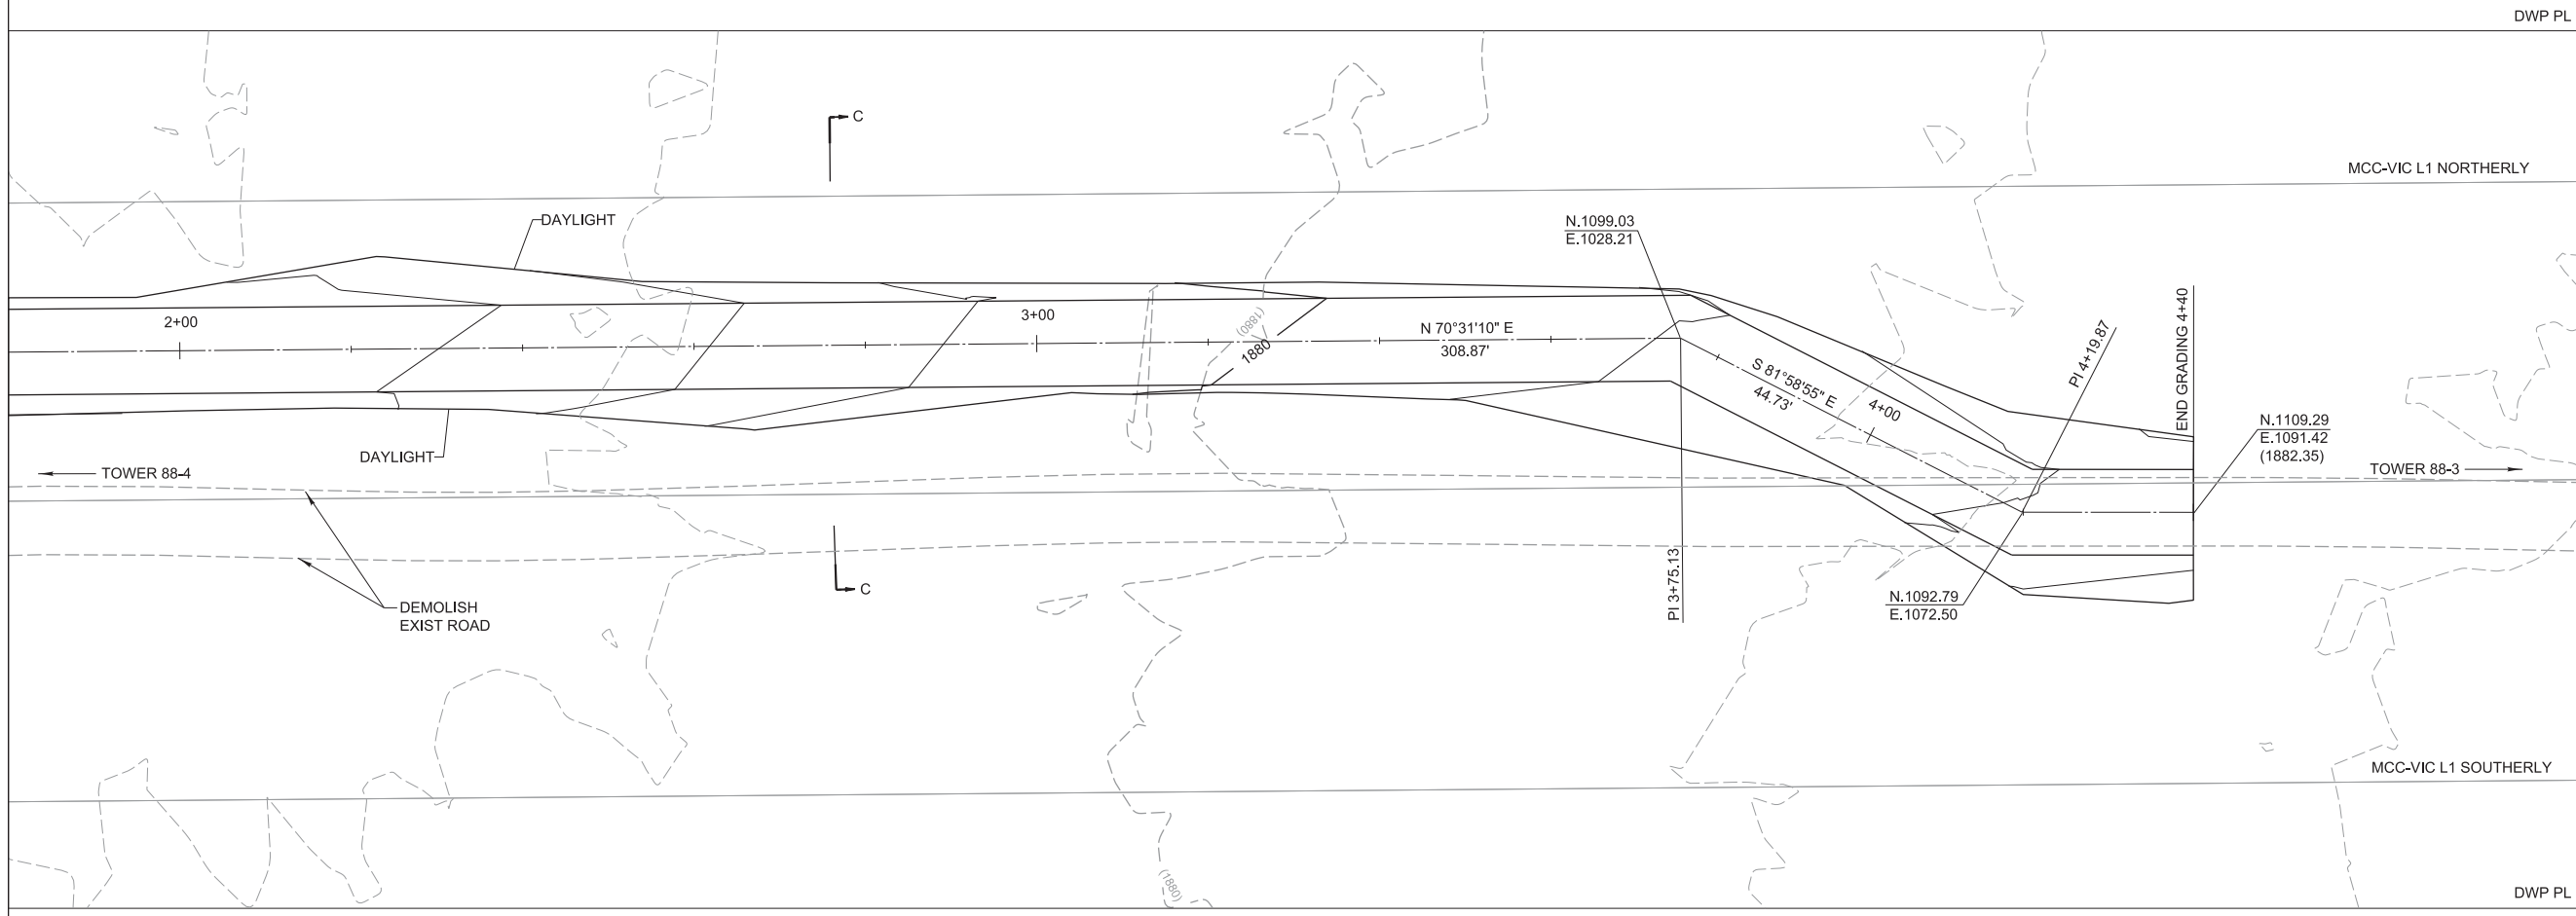 DWP PL
C
MCC-VIC L1 NORTHERLY
DAYLIGHT
N.1099.03
E.1028.21
2+00
3+00
(1880)
1880
N 70°31'10" E
308.87'
S 81°58'55" E
44.73'
4+00
PI 4+19.87
END GRADING 4+40
N.1109.29
E.1091.42
(1882.35)
DAYLIGHT
TOWER 88-4
TOWER 88-3
PI 3+75.13
C
N.1092.79
E.1072.50
DEMOLISH
EXIST ROAD
MCC-VIC L1 SOUTHERLY
(1880)
DWP PL